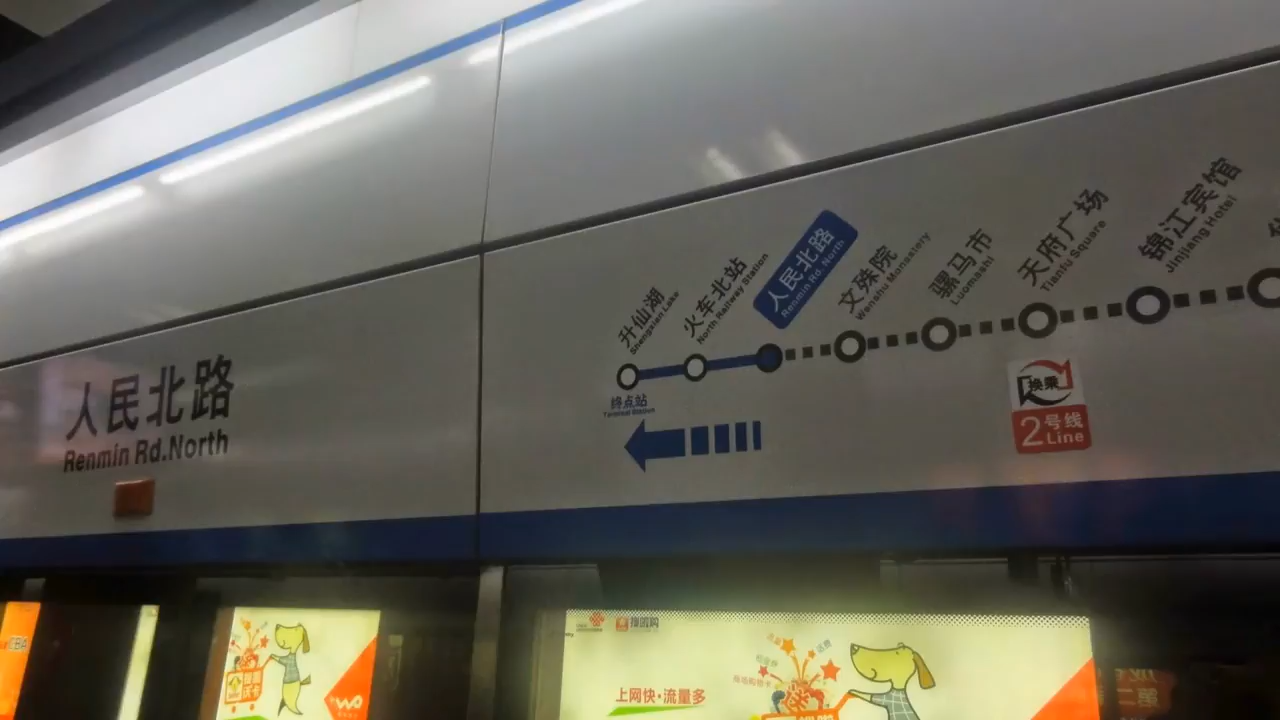 人民北路
Renmin Rd.North
升仙湖
Shengxian Lake
火车北站
North Railway Station
人民北路
Renmin Rd. North
文殊院
Wenshu Monastery
骡马市
Luomashi
天府广场
Tianfu Square
锦江宾馆
Jinjiang Hotel
终点站
Terminal Station
换乘
2号线
Line
上网快·流量多